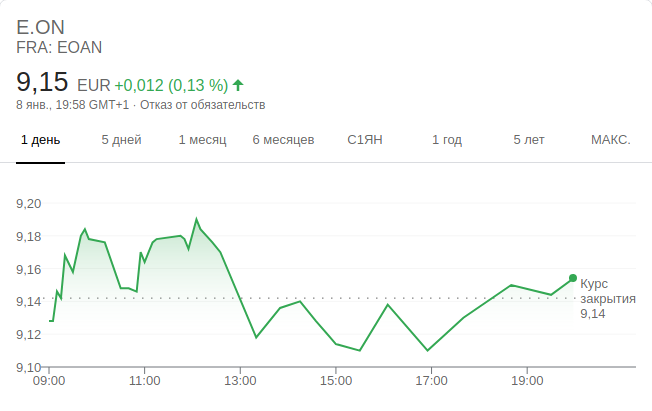 E.ON
FRA: EOAN
9,15 EUR +0,012 (0,13 %)
8 янв., 19:58 GMT+1 · Отказ от обязательств
1 день 5 дней 1 месяц 6 месяцев С1ЯН 1 год 5 лет МАКС.
9,20
9,18
9,16
9,14
9,12
9,10
Курс
закрытия
9,14
09:00 11:00 13:00 15:00 17:00 19:00